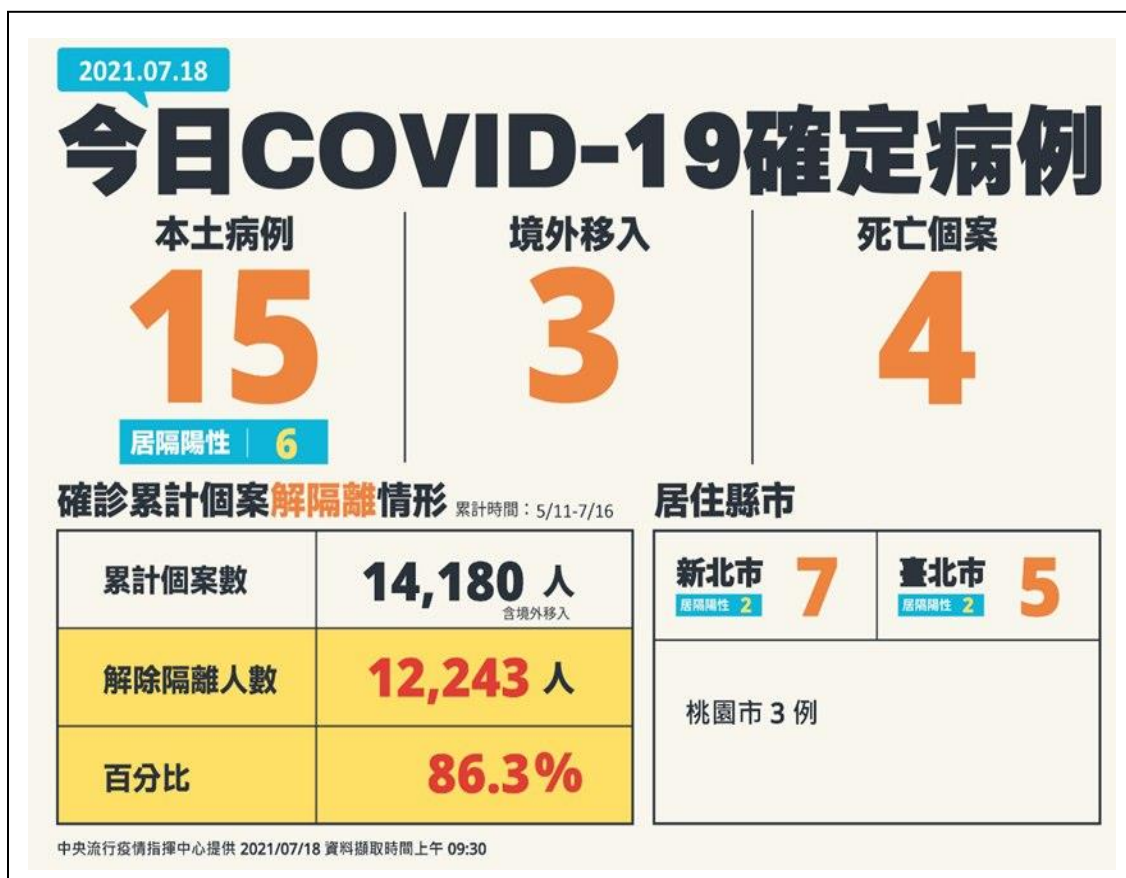 2021.07.18
今日COVID-19確定病例
本土病例
15
居隔陽性 6
境外移入
3
死亡個案
4
確診累計個案解隔離情形 累計時間：5/11-7/16
累計個案數 14,180 人
含境外移入
解除隔離人數 12,243 人
百分比 86.3%
居住縣市
新北市 7
居隔陽性 2
臺北市 5
居隔陽性 2
桃園市 3 例
中央流行疫情指揮中心提供 2021/07/18 資料擷取時間上午 09:30